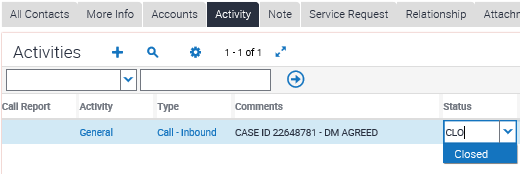 All Contacts More Info Accounts Activity Note Service Request Relationship Attachm
Activities 1 - 1 of 1
Call Report Activity Type Comments Status
General Call - Inbound CASE ID 22648781 - DM AGREED CLO
Closed